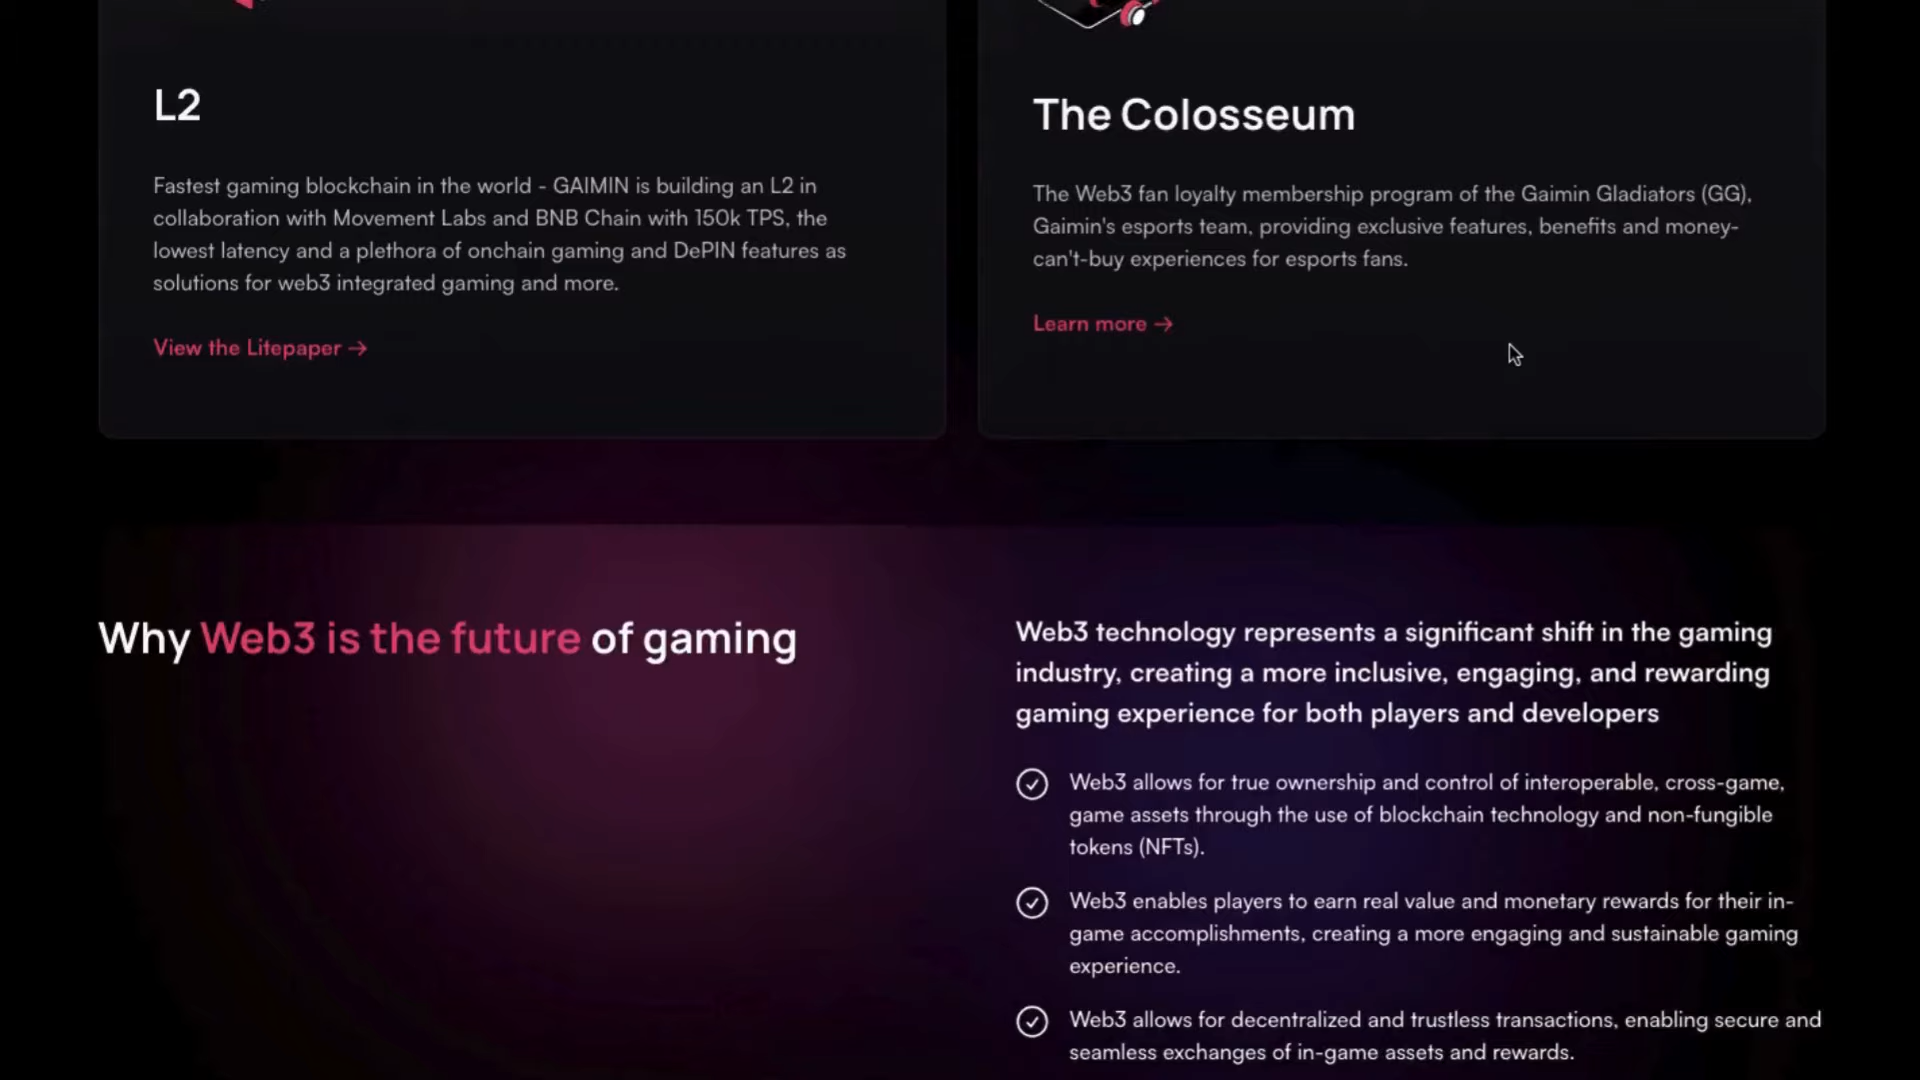 L2
Fastest gaming blockchain in the world - GAIMIN is building an L2 in
collaboration with Movement Labs and BNB Chain with 150k TPS, the
lowest latency and a plethora of onchain gaming and DePIN features as
solutions for web3 integrated gaming and more.
View the Litepaper →
The Colosseum
The Web3 fan loyalty membership program of the Gaimin Gladiators (GG),
Gaimin's esports team, providing exclusive features, benefits and money-
can't-buy experiences for esports fans.
Learn more →
Why Web3 is the future of gaming
Web3 technology represents a significant shift in the gaming
industry, creating a more inclusive, engaging, and rewarding
gaming experience for both players and developers
Web3 allows for true ownership and control of interoperable, cross-game,
game assets through the use of blockchain technology and non-fungible
tokens (NFTs).
Web3 enables players to earn real value and monetary rewards for their in-
game accomplishments, creating a more engaging and sustainable gaming
experience.
Web3 allows for decentralized and trustless transactions, enabling secure and
seamless exchanges of in-game assets and rewards.